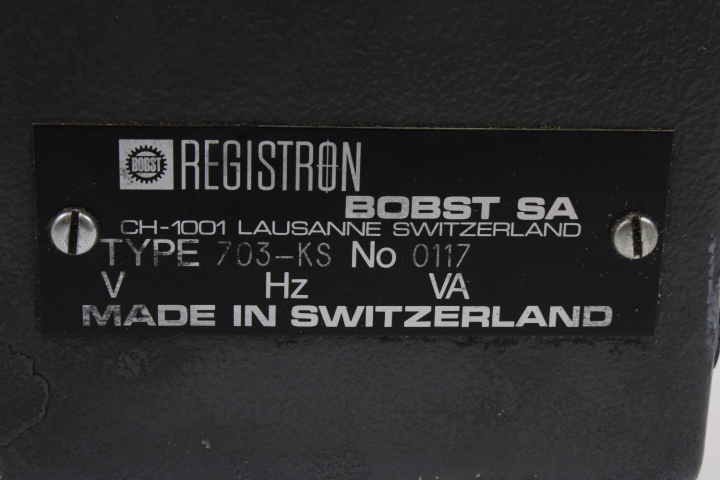 BOBST REGISTRON
BOBST SA
CH-1001 LAUSANNE SWITZERLAND
TYPE 703-KS No 0117
V Hz VA
MADE IN SWITZERLAND